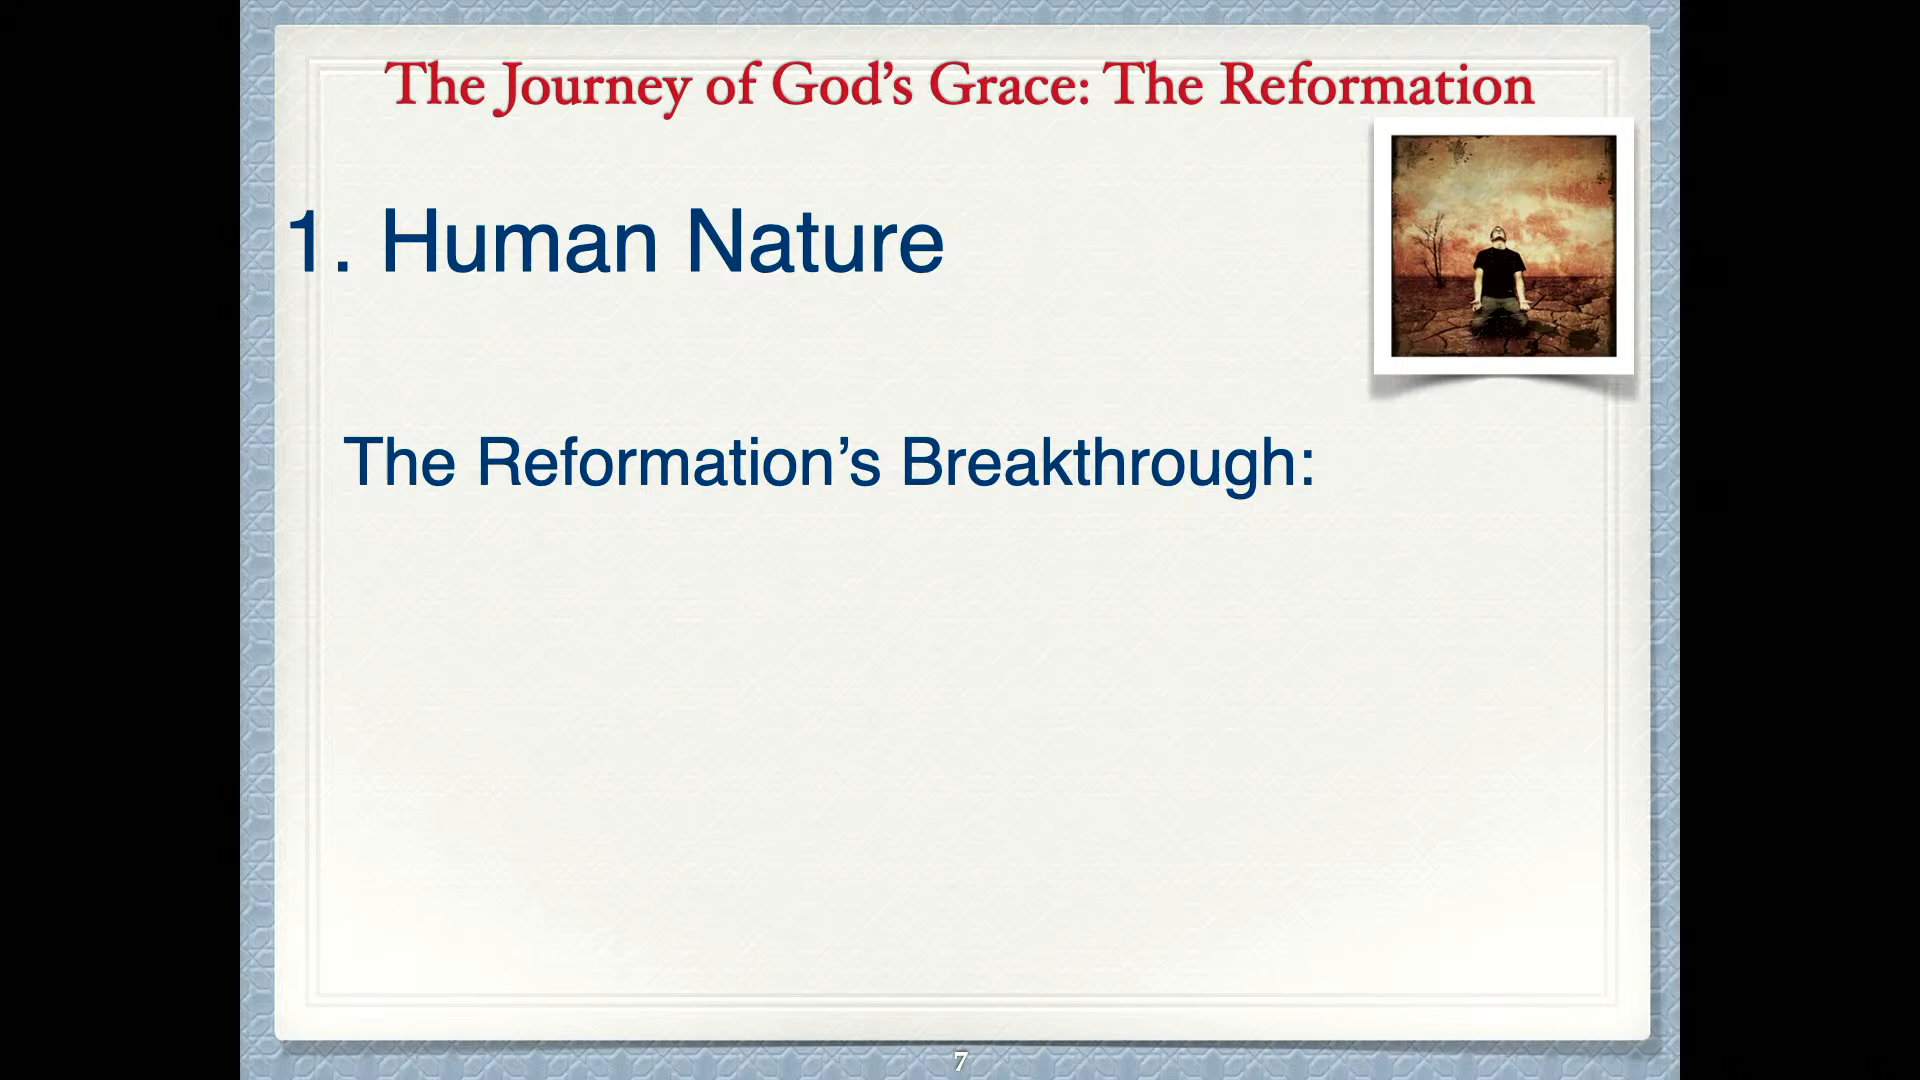 The Journey of God’s Grace: The Reformation
1. Human Nature
The Reformation’s Breakthrough:
7